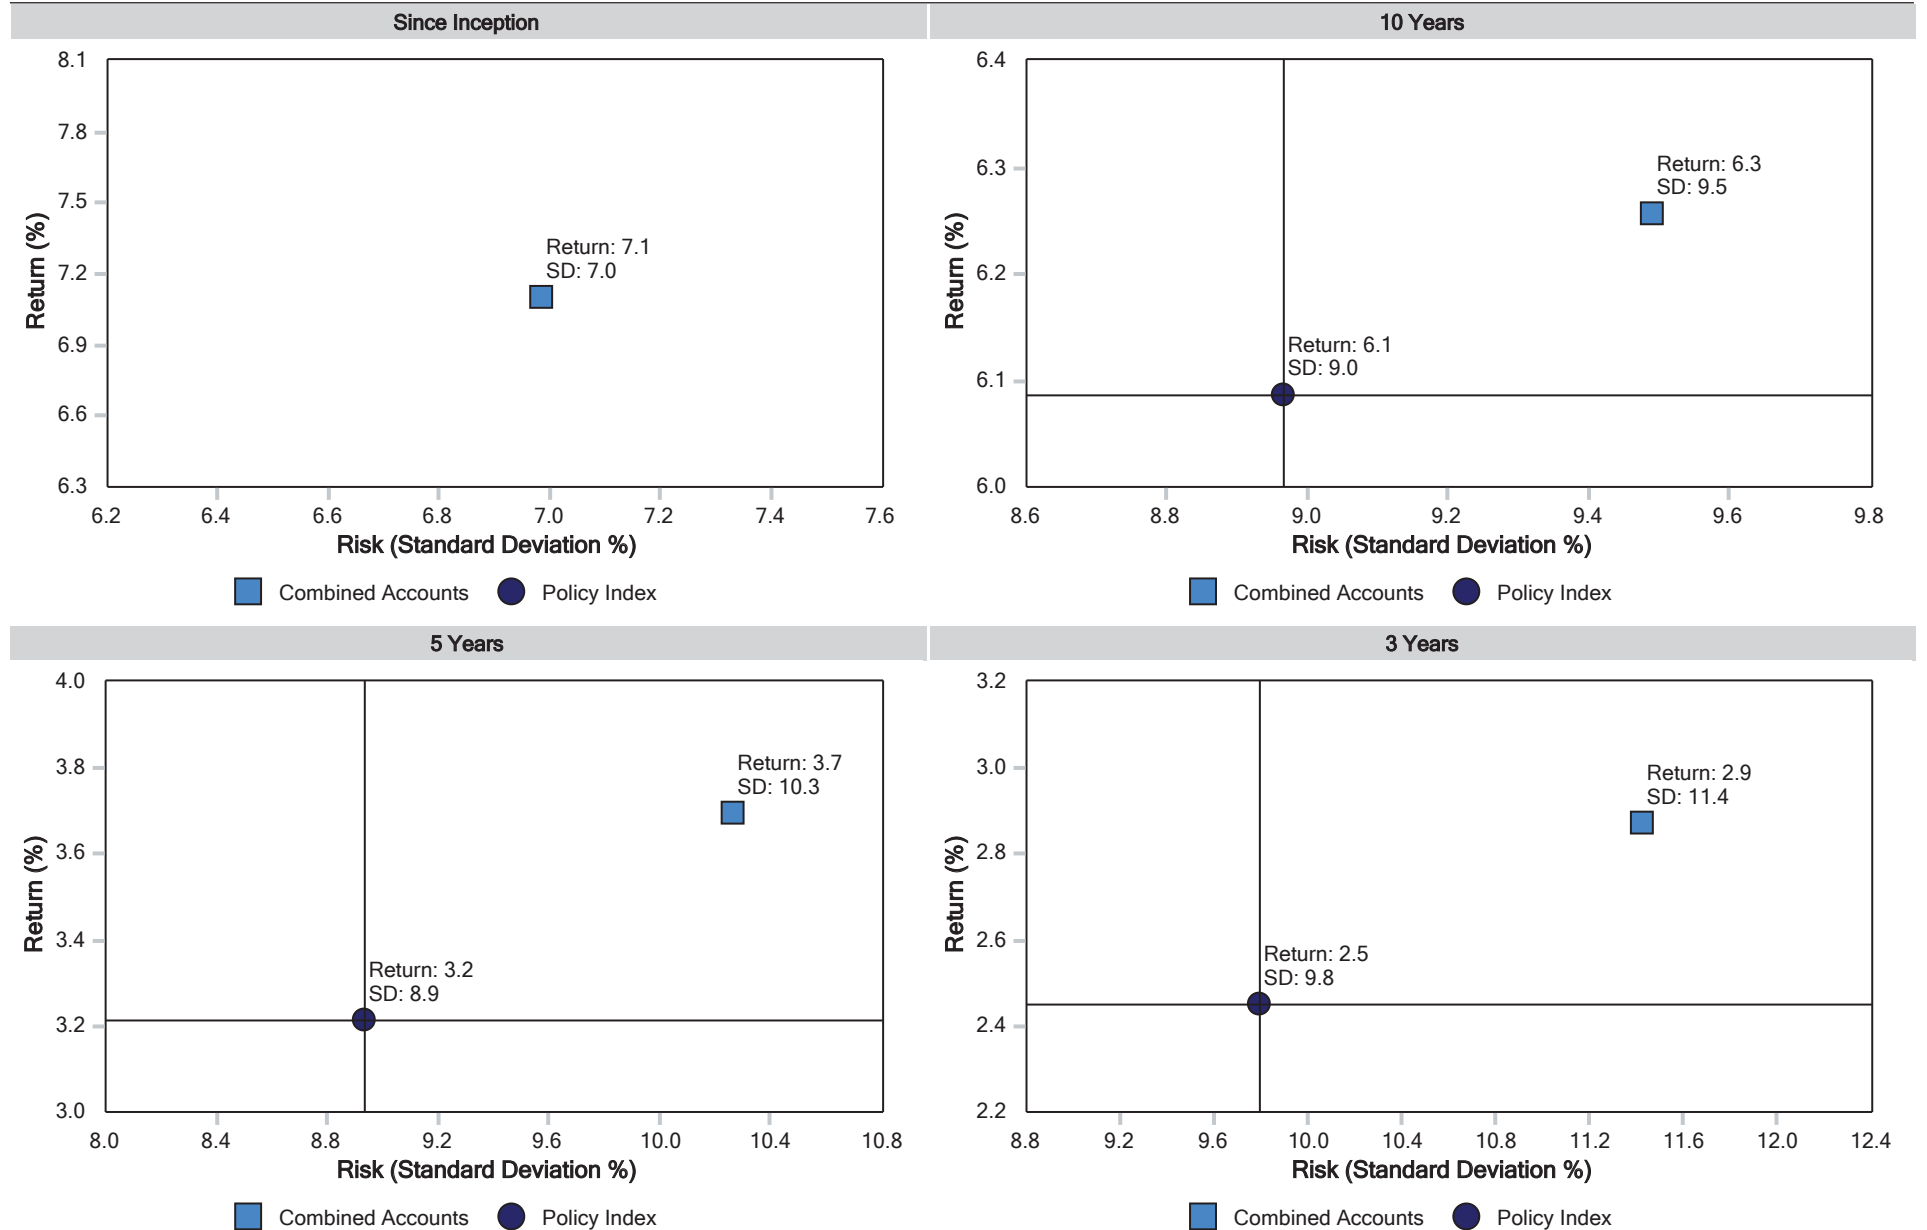 Since Inception
8.1
7.8
7.5
7.2
6.9
6.6
6.3
Return (%)
Return: 7.1
SD: 7.0
6.2 6.4 6.6 6.8 7.0 7.2 7.4 7.6
Risk (Standard Deviation %)
Combined Accounts Policy Index
10 Years
6.4
6.3
6.2
6.1
6.0
Return (%)
Return: 6.3
SD: 9.5
Return: 6.1
SD: 9.0
8.6 8.8 9.0 9.2 9.4 9.6 9.8
Risk (Standard Deviation %)
Combined Accounts Policy Index
5 Years
4.0
3.8
3.6
3.4
3.2
3.0
Return (%)
Return: 3.7
SD: 10.3
Return: 3.2
SD: 8.9
8.0 8.4 8.8 9.2 9.6 10.0 10.4 10.8
Risk (Standard Deviation %)
Combined Accounts Policy Index
3 Years
3.2
3.0
2.8
2.6
2.4
2.2
Return (%)
Return: 2.9
SD: 11.4
Return: 2.5
SD: 9.8
8.8 9.2 9.6 10.0 10.4 10.8 11.2 11.6 12.0 12.4
Risk (Standard Deviation %)
Combined Accounts Policy Index